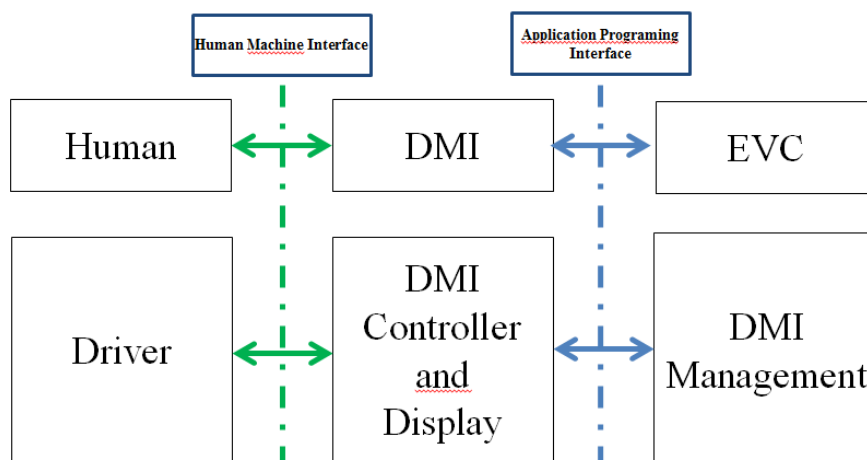 Human Machine Interface
Application Programing
Interface
Human
DMI
EVC
Driver
DMI
Controller
and
Display
DMI
Management